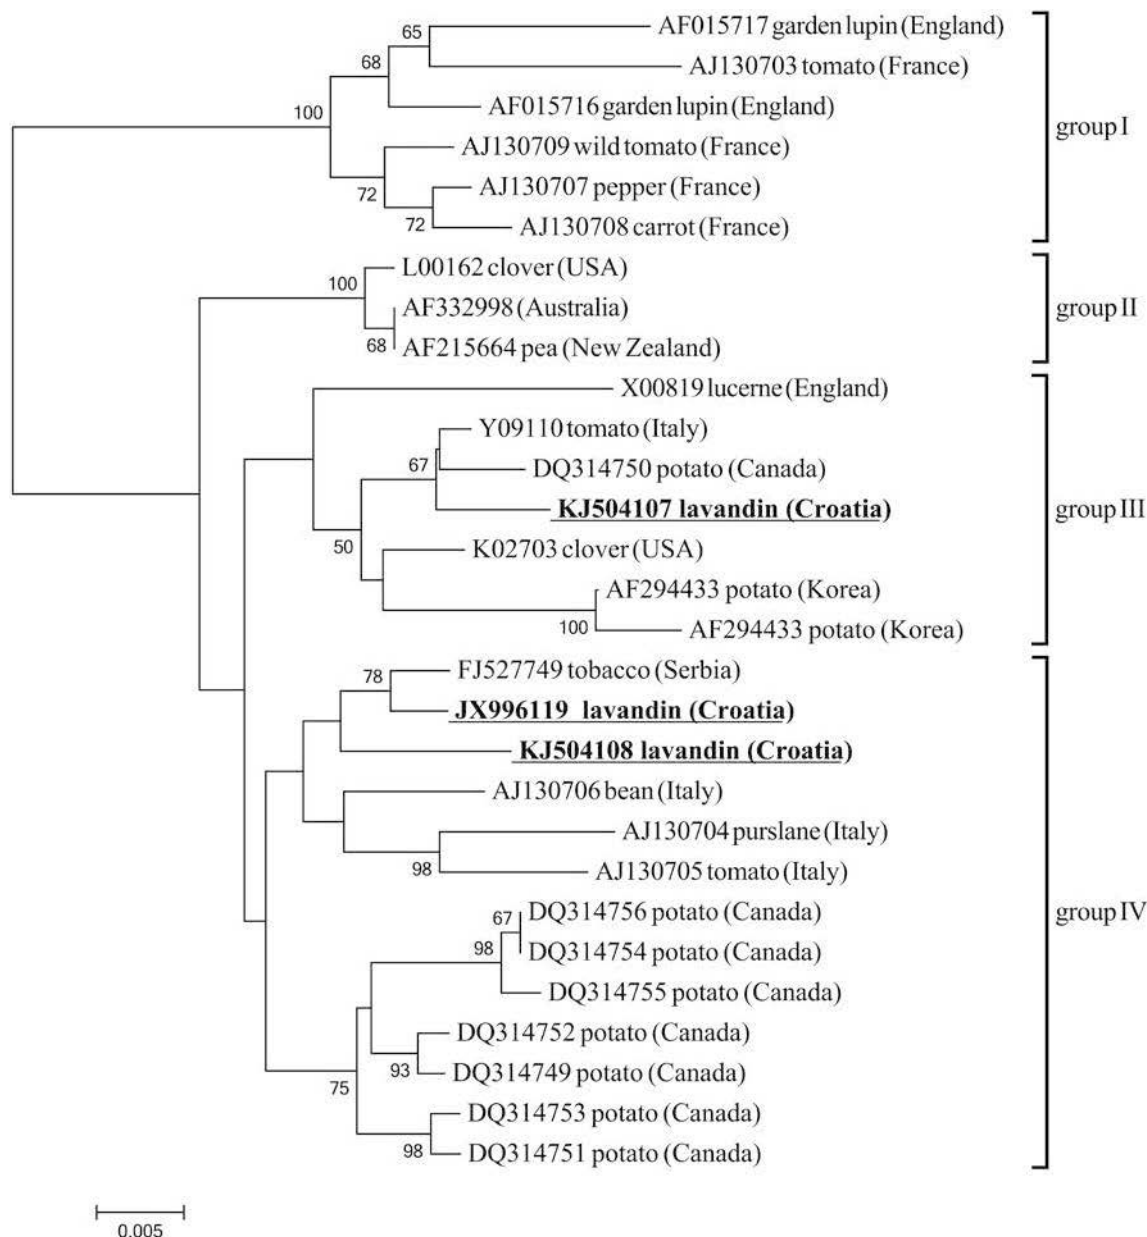 65
AF015717 garden lupin (England)
68
AJ130703 tomato (France)
100
AF015716 garden lupin (England)
group I
AJ130709 wild tomato (France)
72
AJ130707 pepper (France)
72
AJ130708 carrot (France)
100
L00162 clover (USA)
AF332998 (Australia)
group II
68
AF215664 pea (New Zealand)
X00819 lucerne (England)
Y09110 tomato (Italy)
67
DQ314750 potato (Canada)
KJ504107 lavandin (Croatia)
group III
50
K02703 clover (USA)
AF294433 potato (Korea)
100
AF294433 potato (Korea)
78
FJ527749 tobacco (Serbia)
JX996119 lavandin (Croatia)
KJ504108 lavandin (Croatia)
AJ130706 bean (Italy)
AJ130704 purslane (Italy)
98
AJ130705 tomato (Italy)
67
DQ314756 potato (Canada)
group IV
98
DQ314754 potato (Canada)
DQ314755 potato (Canada)
DQ314752 potato (Canada)
93
DQ314749 potato (Canada)
75
DQ314753 potato (Canada)
98
DQ314751 potato (Canada)
0.005